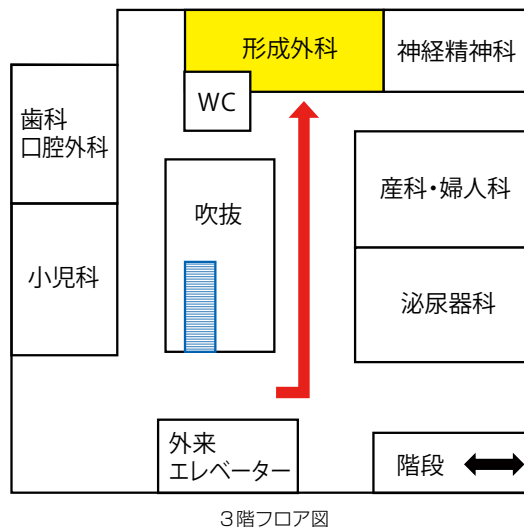 形成外科
神経精神科
WC
歯科
口腔外科
産科・婦人科
吹抜
小児科
泌尿器科
外来
エレベーター
階段
3階フロア図